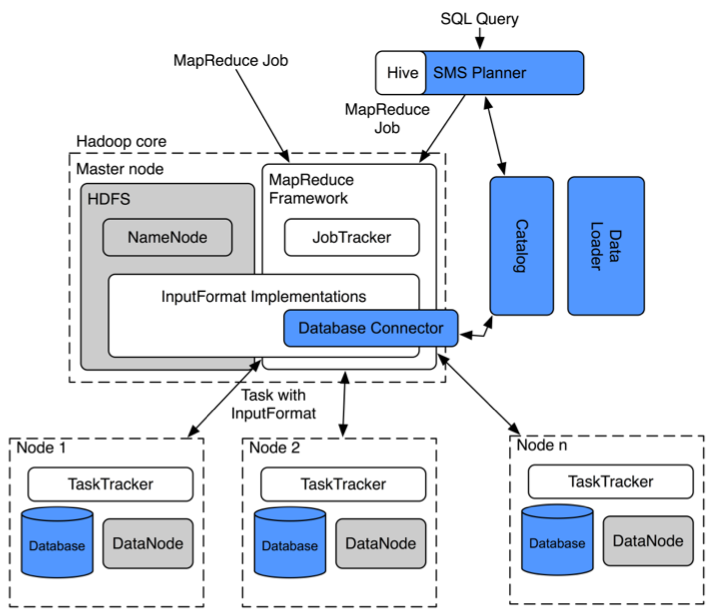 SQL Query
Hive
SMS Planner
MapReduce Job
MapReduce
Job
Hadoop core
Master node
HDFS
NameNode
MapReduce
Framework
JobTracker
InputFormat Implementations
Database Connector
Catalog
Data
Loader
Task with
InputFormat
Node 1
TaskTracker
Database
DataNode
Node 2
TaskTracker
Database
DataNode
Node n
TaskTracker
Database
DataNode